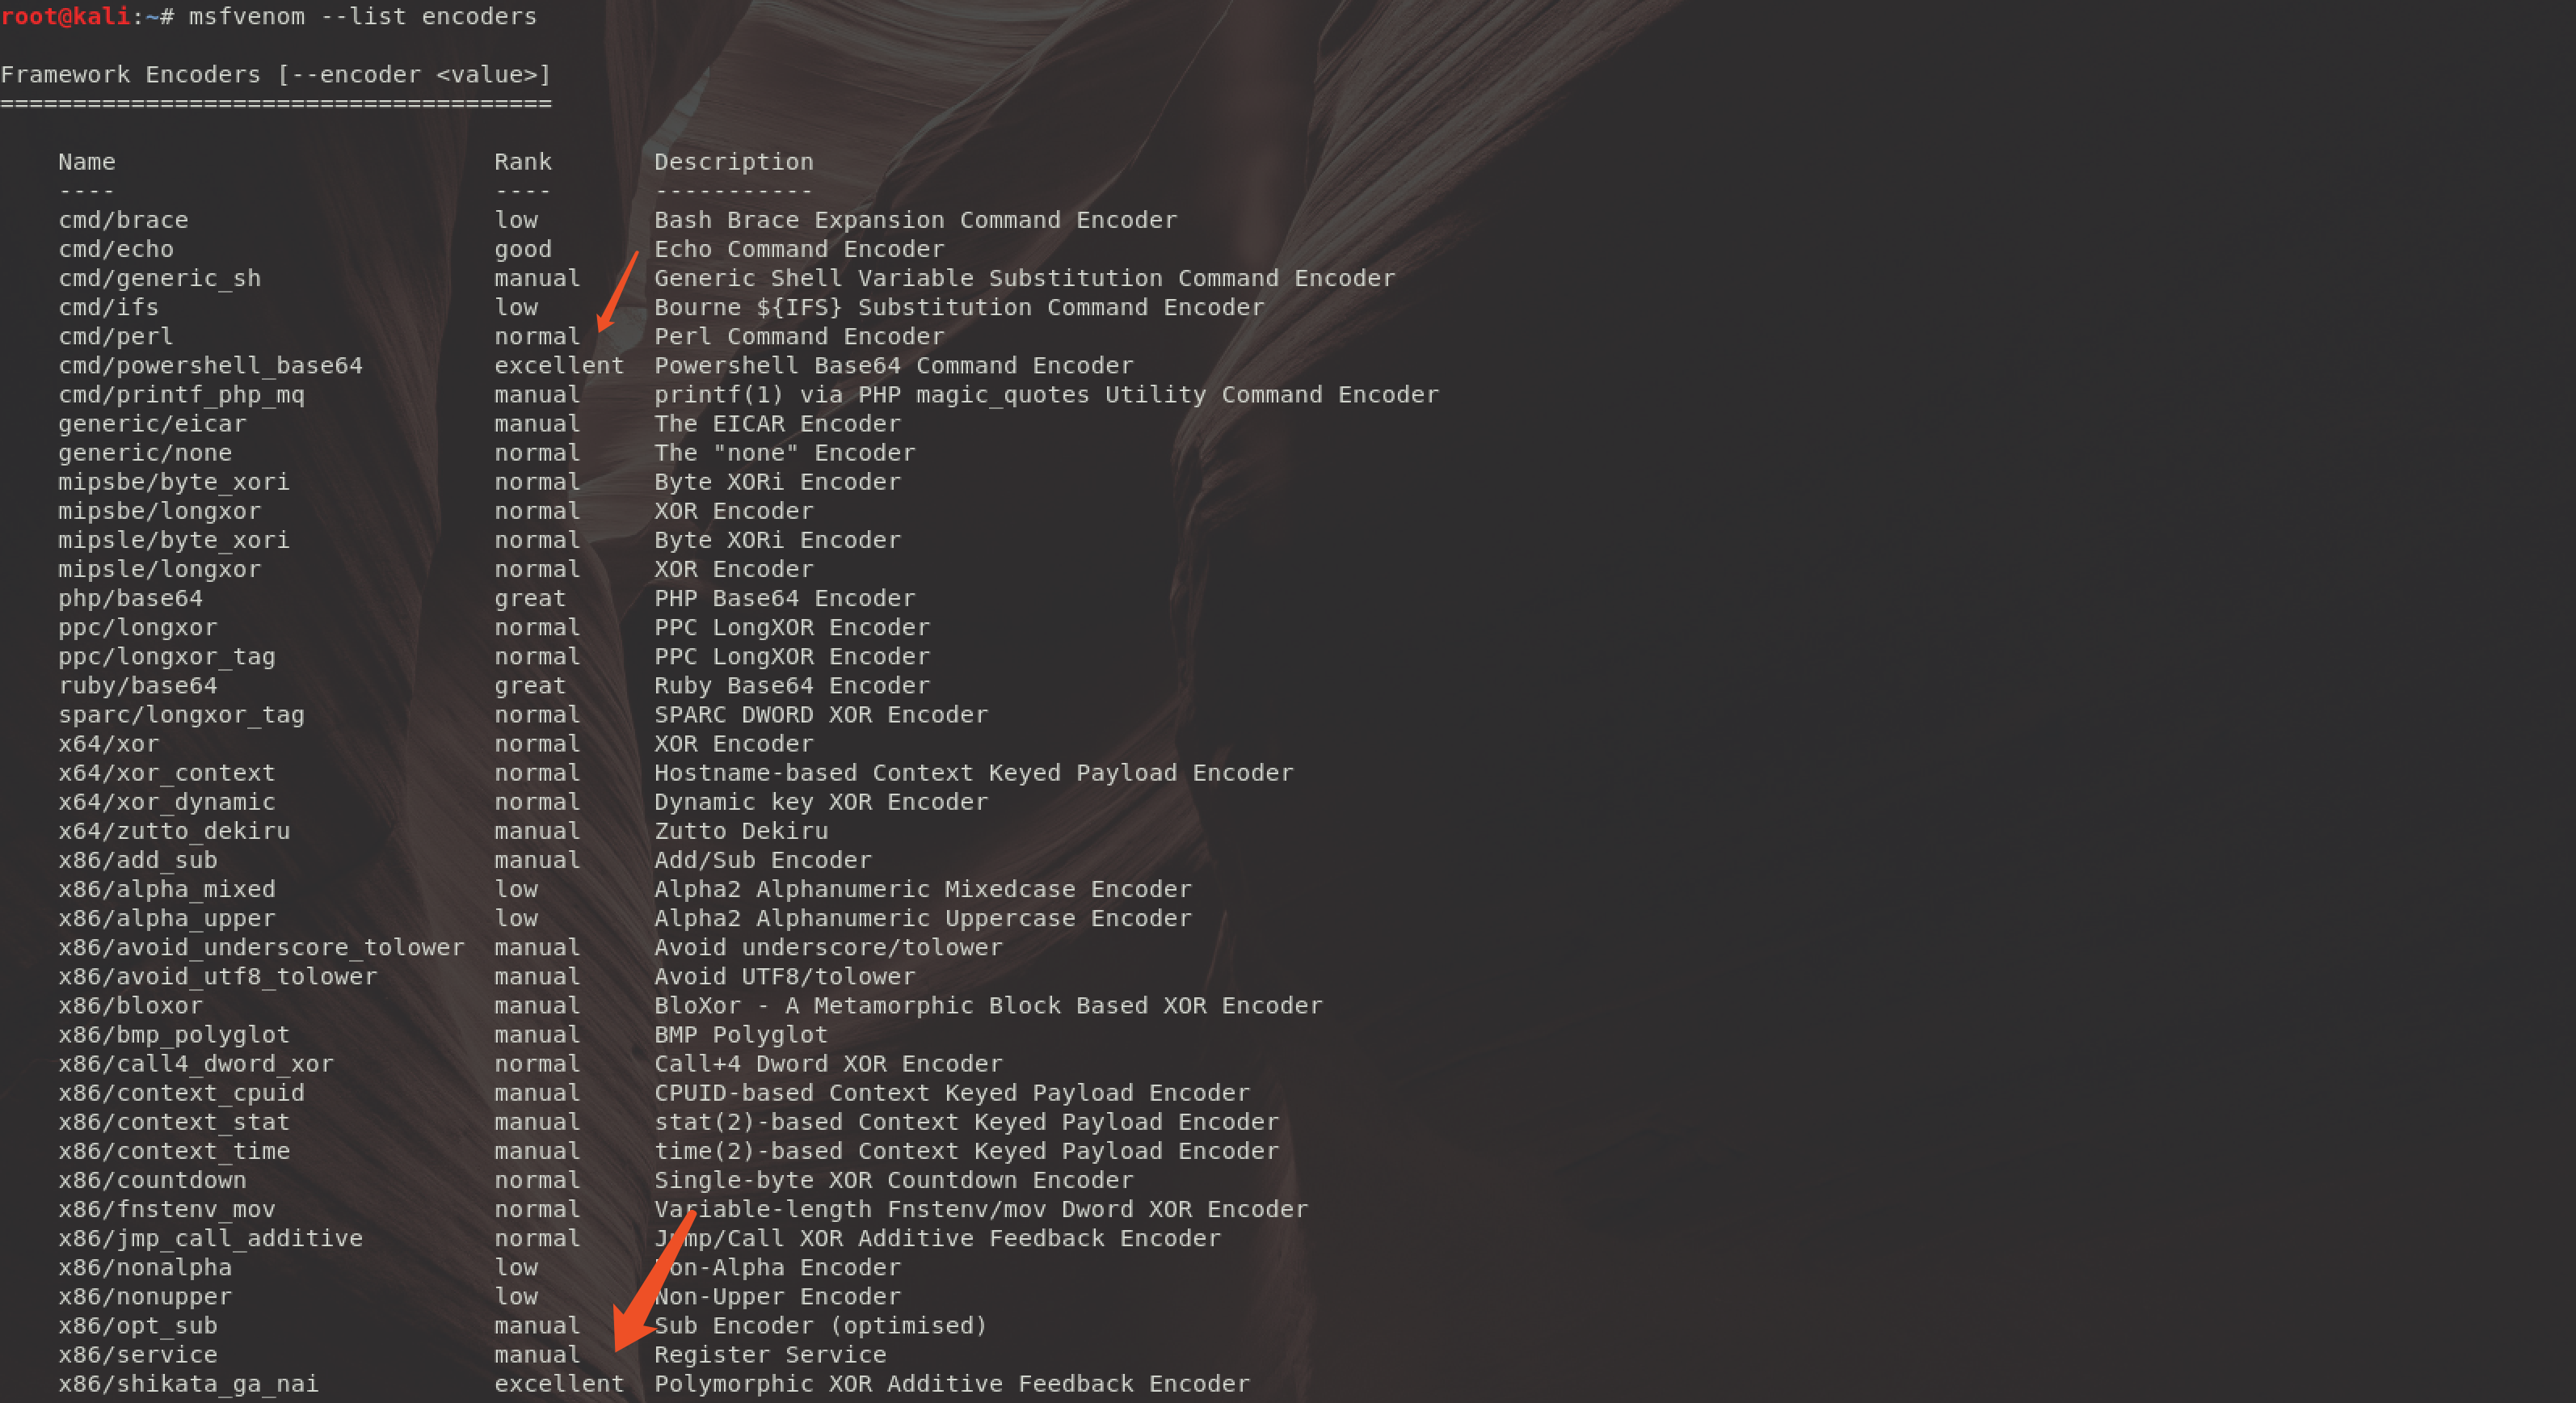 root@kali:~# msfvenom --list encoders
Framework Encoders [--encoder <value>]
======================================
Name Rank Description
---- ---- -----------
cmd/brace low Bash Brace Expansion Command Encoder
cmd/echo good Echo Command Encoder
cmd/generic_sh manual Generic Shell Variable Substitution Command Encoder
cmd/ifs low Bourne ${IFS} Substitution Command Encoder
cmd/perl normal Perl Command Encoder
cmd/powershell_base64 excellent Powershell Base64 Command Encoder
cmd/printf_php_mq manual printf(1) via PHP magic_quotes Utility Command Encoder
generic/eicar manual The EICAR Encoder
generic/none normal The "none" Encoder
mipsbe/byte_xori normal Byte XORi Encoder
mipsbe/longxor normal XOR Encoder
mipsle/byte_xori normal Byte XORi Encoder
mipsle/longxor normal XOR Encoder
php/base64 great PHP Base64 Encoder
ppc/longxor normal PPC LongXOR Encoder
ppc/longxor_tag normal PPC LongXOR Encoder
ruby/base64 great Ruby Base64 Encoder
sparc/longxor_tag normal SPARC DWORD XOR Encoder
x64/xor normal XOR Encoder
x64/xor_context normal Hostname-based Context Keyed Payload Encoder
x64/xor_dynamic normal Dynamic key XOR Encoder
x64/zutto_dekiru manual Zutto Dekiru
x86/add_sub manual Add/Sub Encoder
x86/alpha_mixed low Alpha2 Alphanumeric Mixedcase Encoder
x86/alpha_upper low Alpha2 Alphanumeric Uppercase Encoder
x86/avoid_underscore_tolower manual Avoid underscore/tolower
x86/avoid_utf8_tolower manual Avoid UTF8/tolower
x86/bloxor manual BloXor - A Metamorphic Block Based XOR Encoder
x86/bmp_polyglot manual BMP Polyglot
x86/call4_dword_xor normal Call+4 Dword XOR Encoder
x86/context_cpuid manual CPUID-based Context Keyed Payload Encoder
x86/context_stat manual stat(2)-based Context Keyed Payload Encoder
x86/context_time manual time(2)-based Context Keyed Payload Encoder
x86/countdown normal Single-byte XOR Countdown Encoder
x86/fnstenv_mov normal Variable-length Fnstenv/mov Dword XOR Encoder
x86/jmp_call_additive normal Jump/Call XOR Additive Feedback Encoder
x86/nonalpha low Non-Alpha Encoder
x86/nonupper low Non-Upper Encoder
x86/opt_sub manual Sub Encoder (optimised)
x86/service manual Register Service
x86/shikata_ga_nai excellent Polymorphic XOR Additive Feedback Encoder